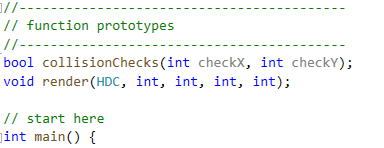 //-----------------------------------------
// function prototypes
//-----------------------------------------
bool collisionChecks(int checkX, int checkY);
void render(HDC, int, int, int, int);
// start here
int main() {